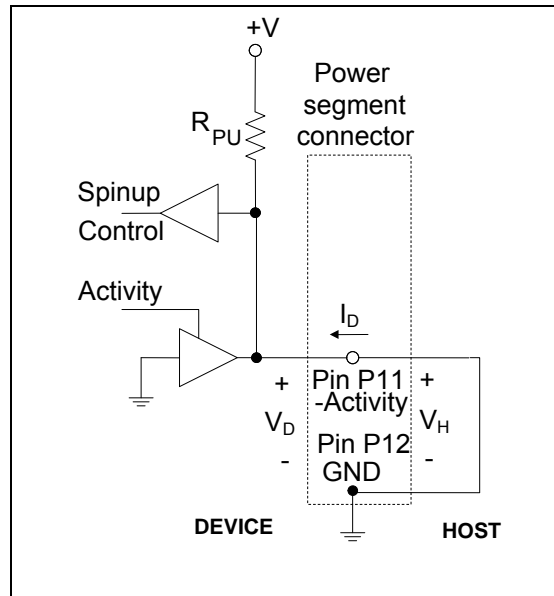 +V
Power
segment
connector
R PU
Spinup
Control
Activity
I D
+ Pin P11 +
-Activity
V D V H
- Pin P12 -
GND
DEVICE HOST